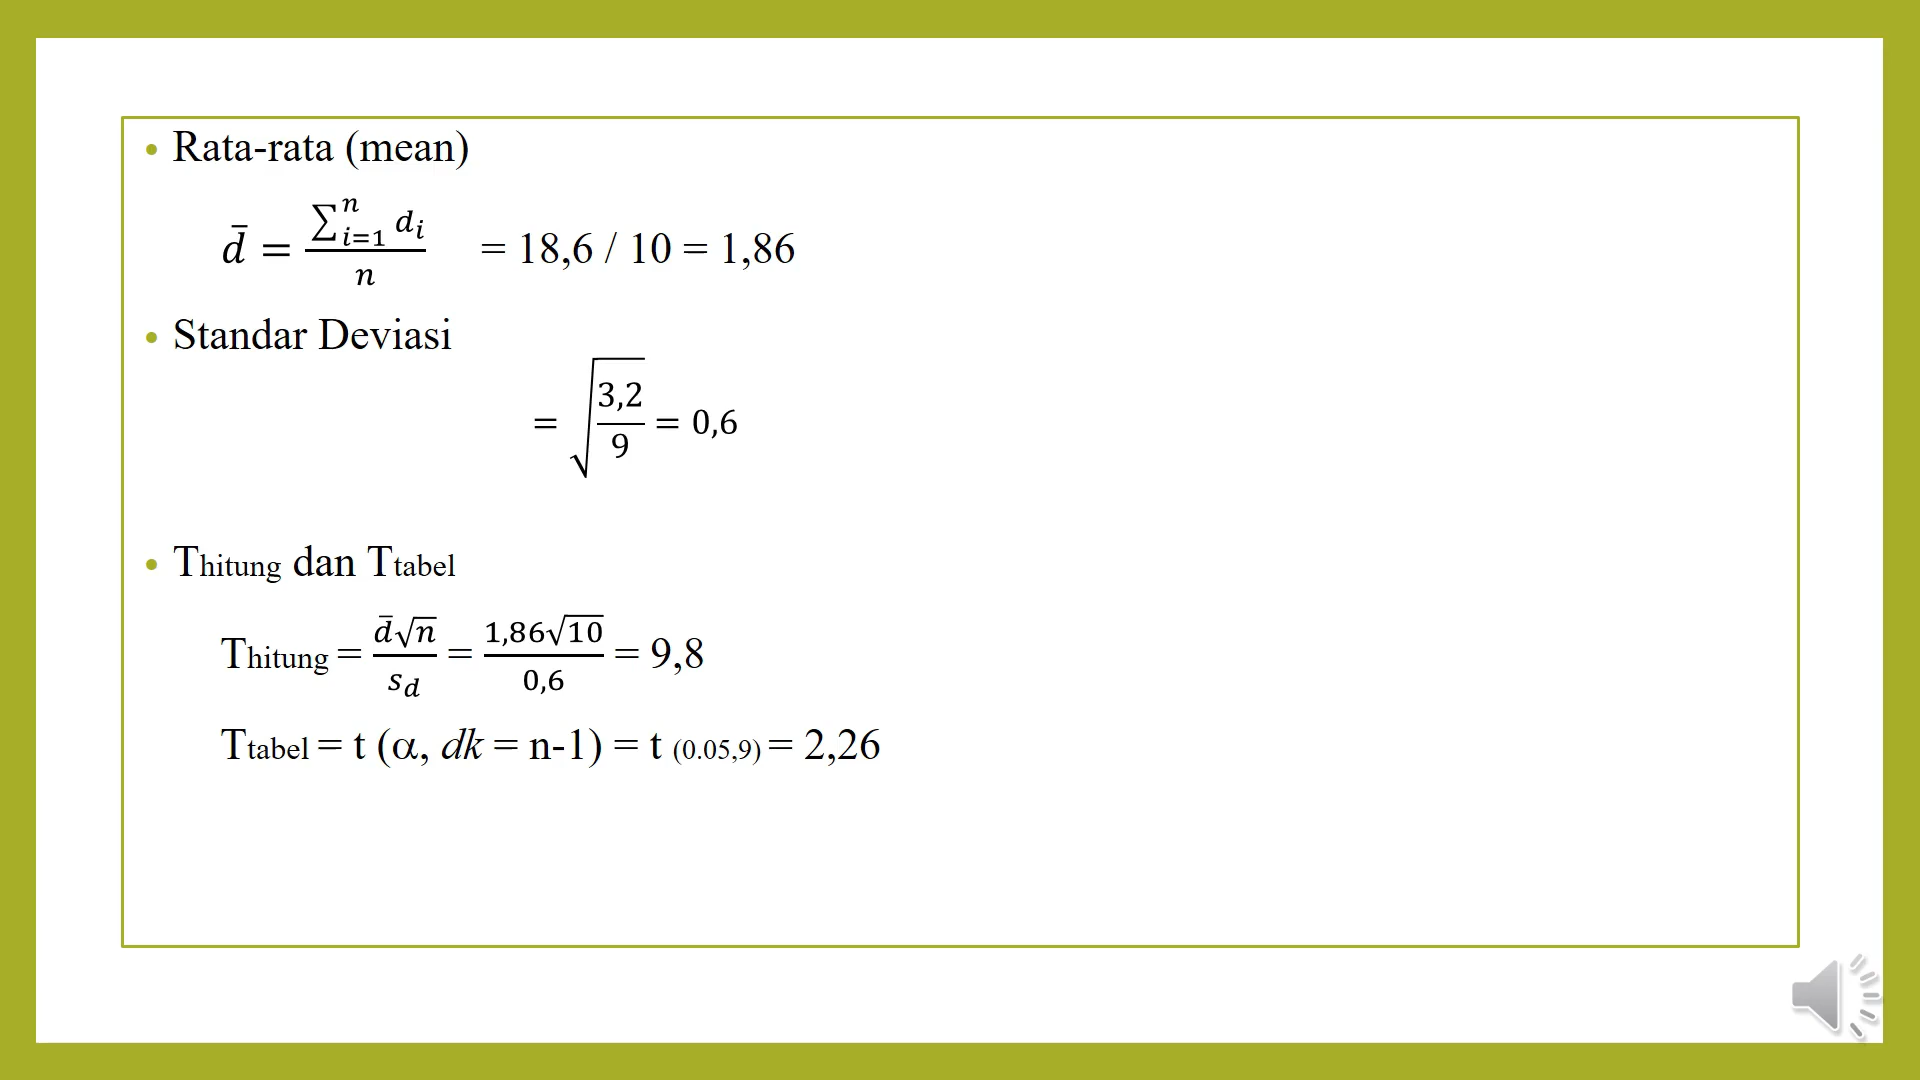 • Rata-rata (mean)
d̄ = ∑ⁿᵢ₌₁ dᵢ / n = 18,6 / 10 = 1,86
• Standar Deviasi
= √(3,2 / 9) = 0,6
• Thitung dan Ttabel
Thitung = d̄√n / s_d = 1,86√10 / 0,6 = 9,8
Ttabel = t (α, dk = n-1) = t (0.05,9) = 2,26